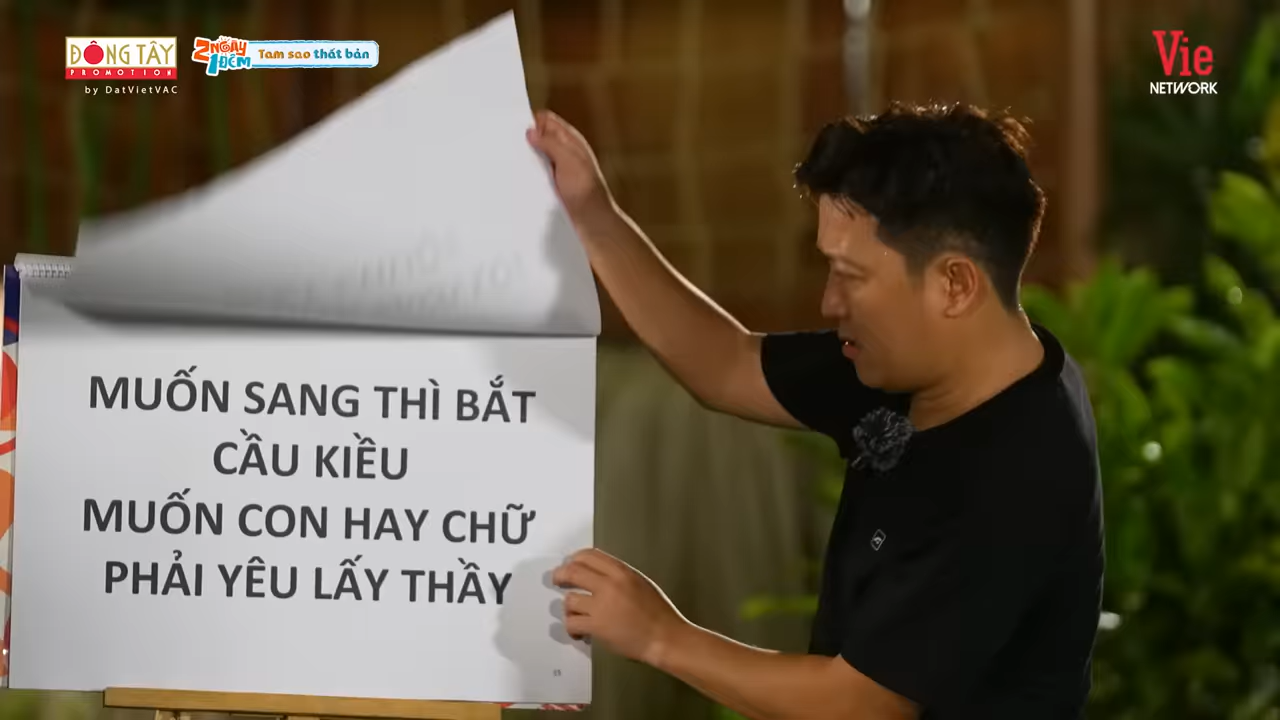 ĐÔNG TÂY
PROMOTION
by DatVietVAC
2 NGÀY 1 ĐÊM
Tam sao thất bản
Vie
NETWORK
MUỐN SANG THÌ BẮT
CẦU KIỀU
MUỐN CON HAY CHỮ
PHẢI YÊU LẤY THẦY